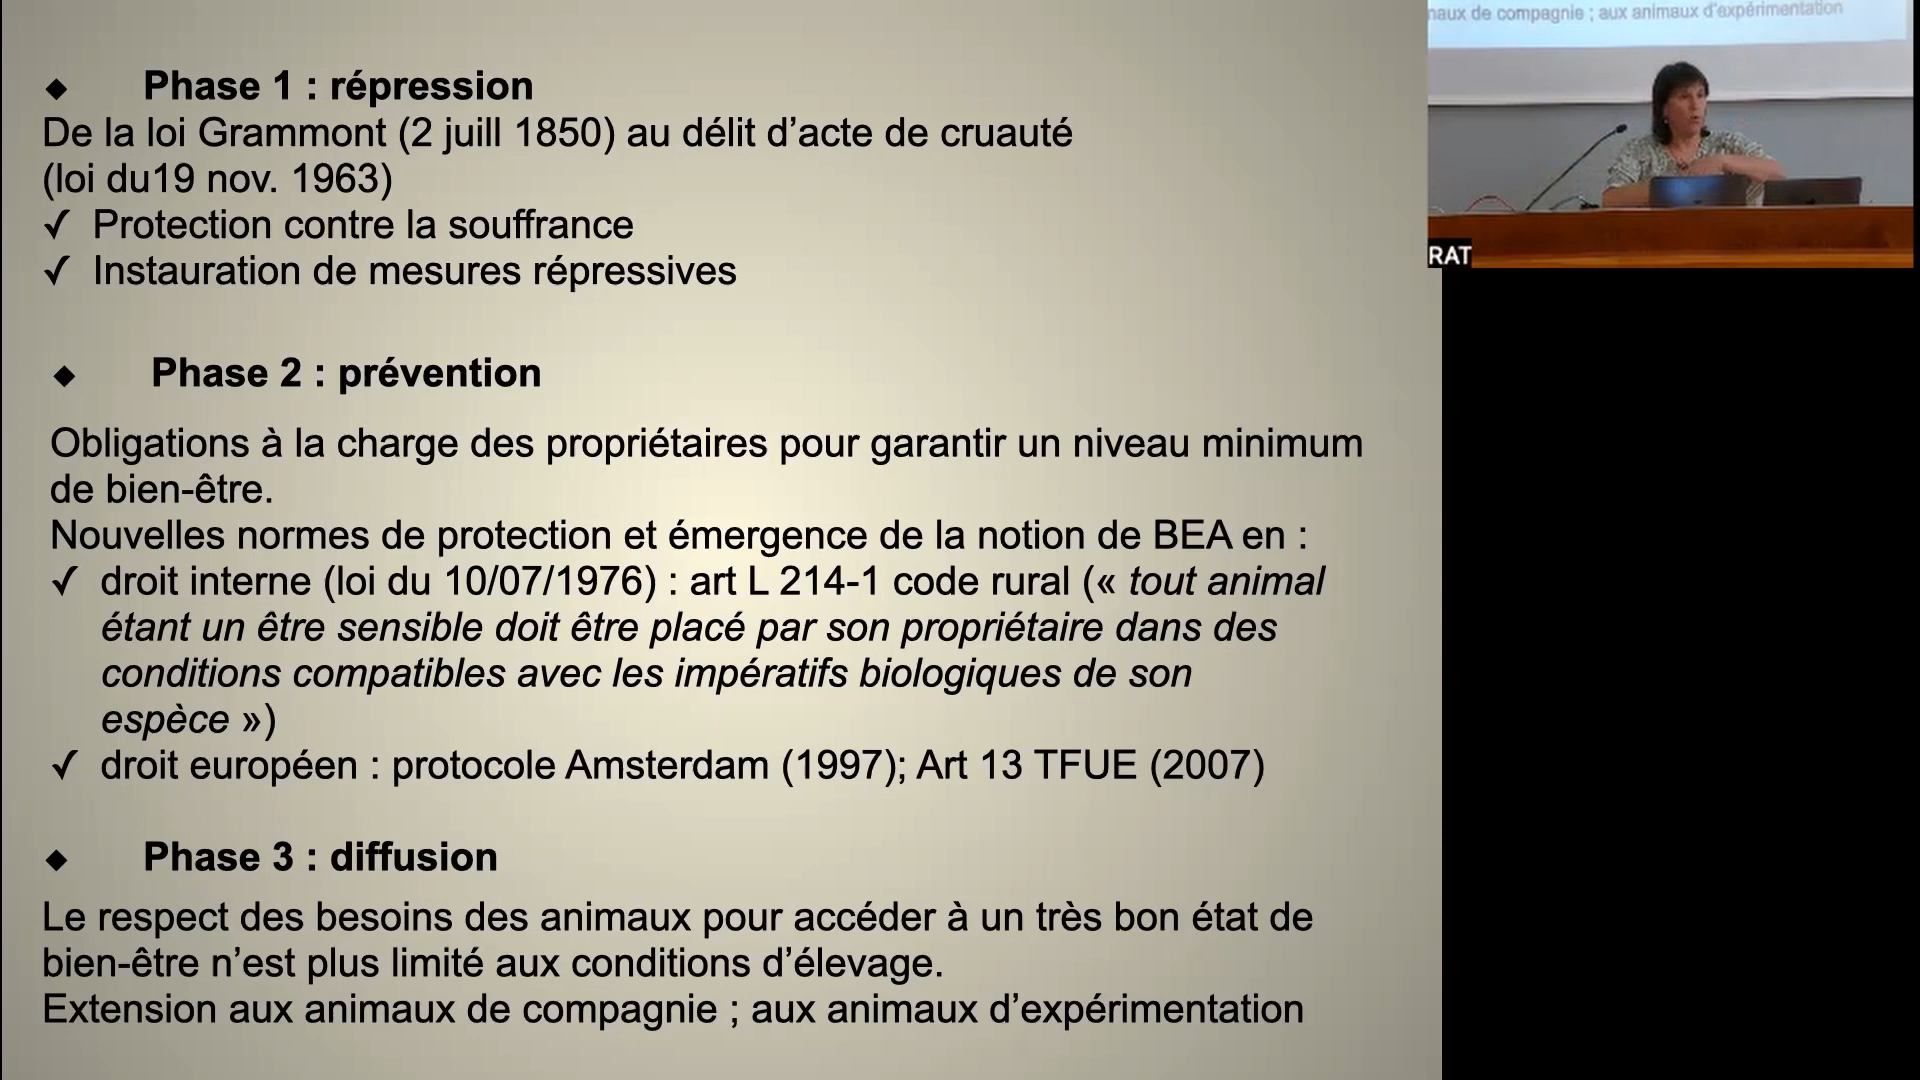 ◆ Phase 1 : répression
De la loi Grammont (2 juill 1850) au délit d’acte de cruauté
(loi du19 nov. 1963)
✓ Protection contre la souffrance
✓ Instauration de mesures répressives
◆ Phase 2 : prévention
Obligations à la charge des propriétaires pour garantir un niveau minimum
de bien-être.
Nouvelles normes de protection et émergence de la notion de BEA en :
✓ droit interne (loi du 10/07/1976) : art L 214-1 code rural (« tout animal
étant un être sensible doit être placé par son propriétaire dans des
conditions compatibles avec les impératifs biologiques de son
espèce »)
✓ droit européen : protocole Amsterdam (1997); Art 13 TFUE (2007)
◆ Phase 3 : diffusion
Le respect des besoins des animaux pour accéder à un très bon état de
bien-être n’est plus limité aux conditions d’élevage.
Extension aux animaux de compagnie ; aux animaux d’expérimentation
naux de compagnie ; aux animaux d’expérimentation
RAT